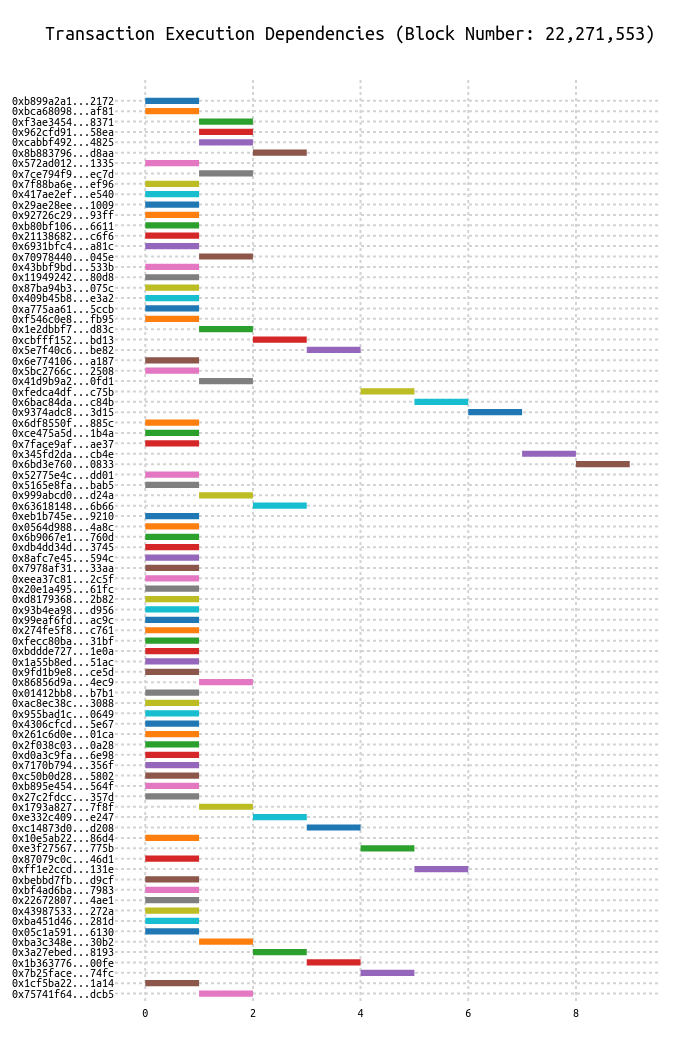 Transaction Execution Dependencies (Block Number: 22,271,553)
0xb899a2a1...2172
0xbca68098...af81
0xf3ae3454...8371
0x962cfd91...58ea
0xcabbf492...4825
0x8b883796...d8aa
0x572ad012...1335
0x7ce794f9...ec7d
0x7f88ba6e...ef96
0x417ae2ef...e540
0x29ae28ee...1009
0x92726c29...93ff
0xb80bf106...6611
0x21138682...c6f6
0x6931bfc4...a81c
0x70978440...045e
0x43bbf9bd...533b
0x11949242...80d8
0x87ba94b3...075c
0x409b45b8...e3a2
0xa775aa61...5ccb
0xf546c0e8...fb95
0x1e2dbbf7...d83c
0xcbfff152...bd13
0x5e7f40c6...be82
0x6e774106...a187
0x5bc2766c...2508
0x41d9b9a2...0fd1
0xfedca4df...c75b
0x6bac84da...c84b
0x9374adc8...3d15
0x6df8550f...885c
0xce475a5d...1b4a
0x7face9af...ae37
0x345fd2da...cb4e
0x6bd3e760...0833
0x52775e4c...dd01
0x5165e8fa...bab5
0x999abcd0...d24a
0x63618148...6b66
0xeb1b745e...9210
0x0564d988...4a8c
0x6b9067e1...760d
0xdb4dd34d...3745
0x8afc7e45...594c
0x7978af31...33aa
0xeea37c81...2c5f
0x20e1a495...61fc
0xd8179368...2b82
0x93b4ea98...d956
0x99eaf6fd...ac9c
0x274fe5f8...c761
0xfecc80ba...31bf
0xbddde727...1e0a
0x1a55b8ed...51ac
0x9fd1b9e8...ce5d
0x86856d9a...4ec9
0x01412bb8...b7b1
0xac8ec38c...3088
0x955bad1c...0649
0x4306cfcd...5e67
0x261c6d0e...01ca
0x2f038c03...0a28
0xd0a3c9fa...6e98
0x7170b794...356f
0xc50b0d28...5802
0xb895e454...564f
0x27c2fdcc...357d
0x1793a827...7f8f
0xe332c409...e247
0xc14873d0...d208
0x10e5ab22...86d4
0xe3f27567...775b
0x87079c0c...46d1
0xff1e2ccd...131e
0xbebbd7fb...d9cf
0xbf4ad6ba...7983
0x22672807...4ae1
0x43987533...272a
0xba451d46...281d
0x05c1a591...6130
0xba3c348e...30b2
0x3a27ebed...8193
0x1b363776...00fe
0x7b25face...74fc
0x1cf5ba22...1a14
0x75741f64...dcb5
0 2 4 6 8